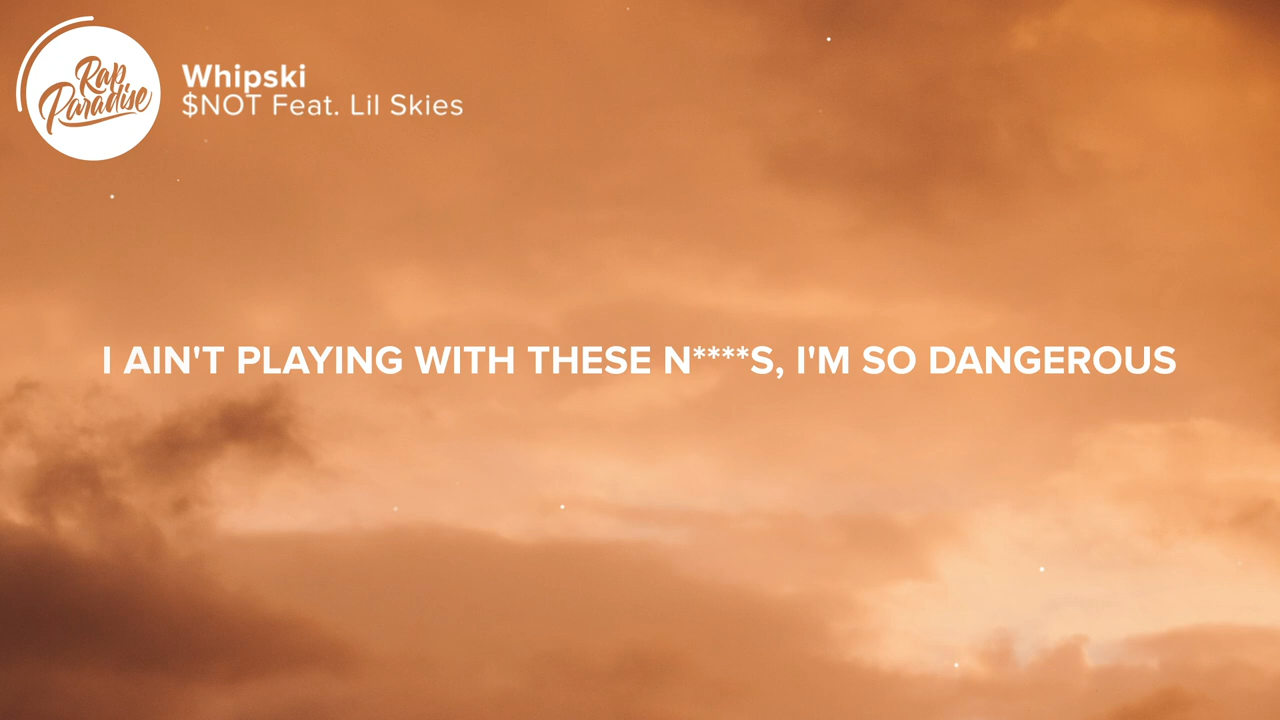 Rap
Paradise
Whipski
$NOT Feat. Lil Skies
I AIN'T PLAYING WITH THESE N****S, I'M SO DANGEROUS